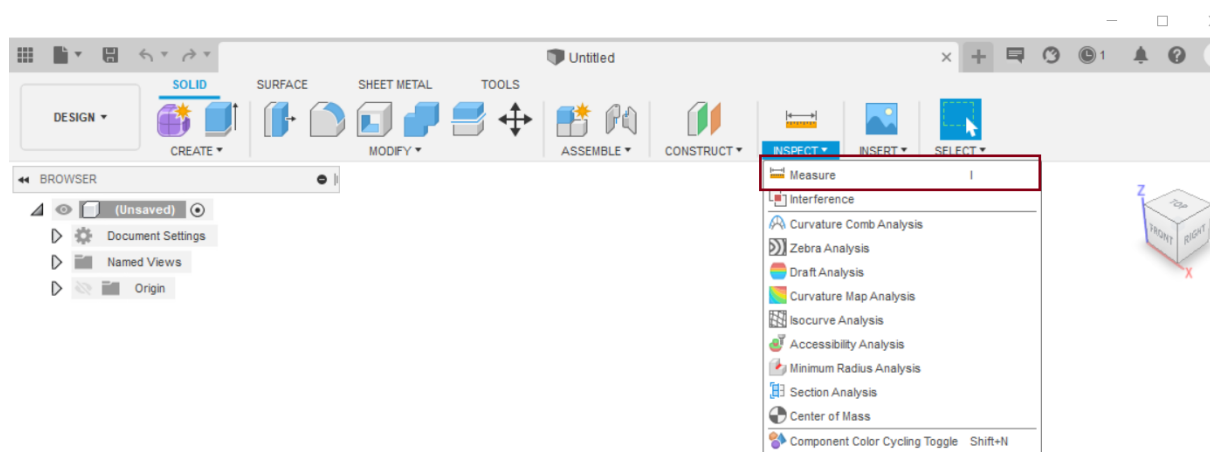 Untitled
1
SOLID SURFACE SHEET METAL TOOLS
DESIGN
CREATE MODIFY ASSEMBLE CONSTRUCT INSPECT INSERT SELECT
BROWSER
(Unsaved)
Document Settings
Named Views
Origin
Measure I
Interference
Curvature Comb Analysis
Zebra Analysis
Draft Analysis
Curvature Map Analysis
Isocurve Analysis
Accessibility Analysis
Minimum Radius Analysis
Section Analysis
Center of Mass
Component Color Cycling Toggle Shift+N
Z
TOP
FRONT RIGHT
X